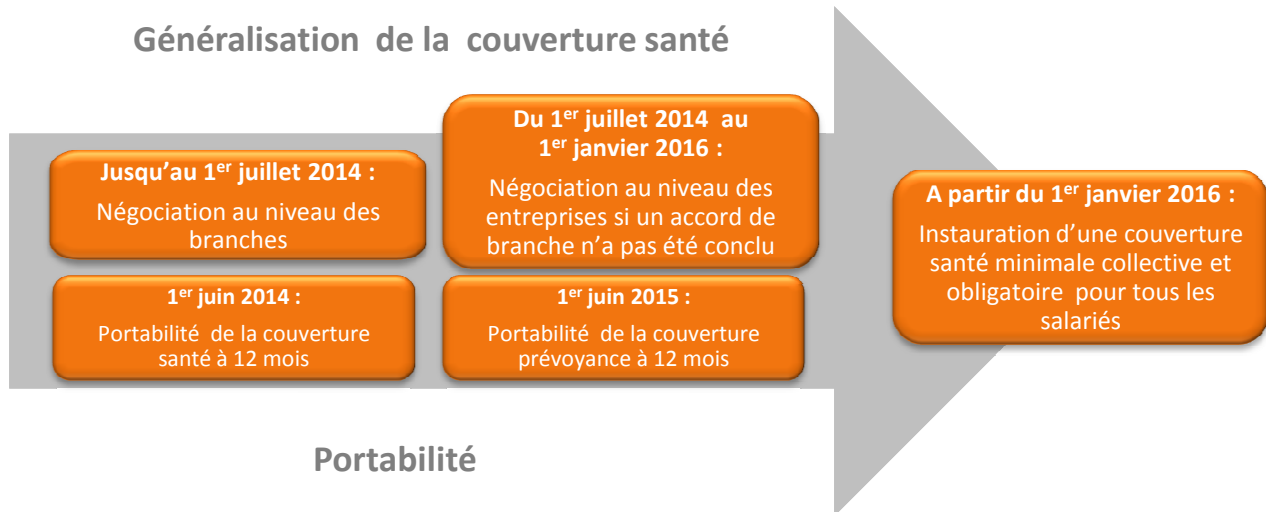 Généralisation de la couverture santé
Jusqu’au 1er juillet 2014 :
Négociation au niveau des
branches
Du 1er juillet 2014 au
1er janvier 2016 :
Négociation au niveau des
entreprises si un accord de
branche n’a pas été conclu
1er juin 2014 :
Portabilité de la couverture
santé à 12 mois
1er juin 2015 :
Portabilité de la couverture
prévoyance à 12 mois
A partir du 1er janvier 2016 :
Instauration d’une couverture
santé minimale collective et
obligatoire pour tous les
salariés
Portabilité